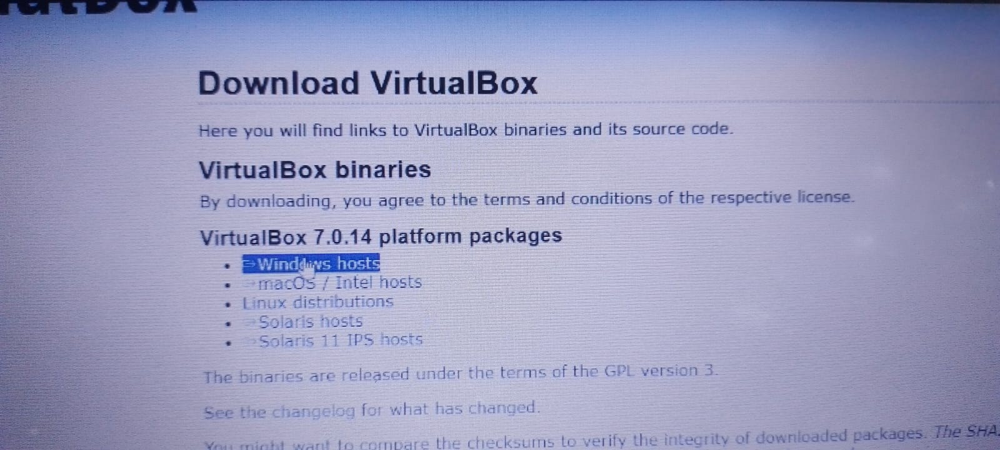 Download VirtualBox
Here you will find links to VirtualBox binaries and its source code.
VirtualBox binaries
By downloading, you agree to the terms and conditions of the respective license.
VirtualBox 7.0.14 platform packages
Windows hosts
macOS / Intel hosts
Linux distributions
Solaris hosts
Solaris 11 IPS hosts
The binaries are released under the terms of the GPL version 3.
See the changelog for what has changed.
You might want to compare the checksums to verify the integrity of downloaded packages. The SHA